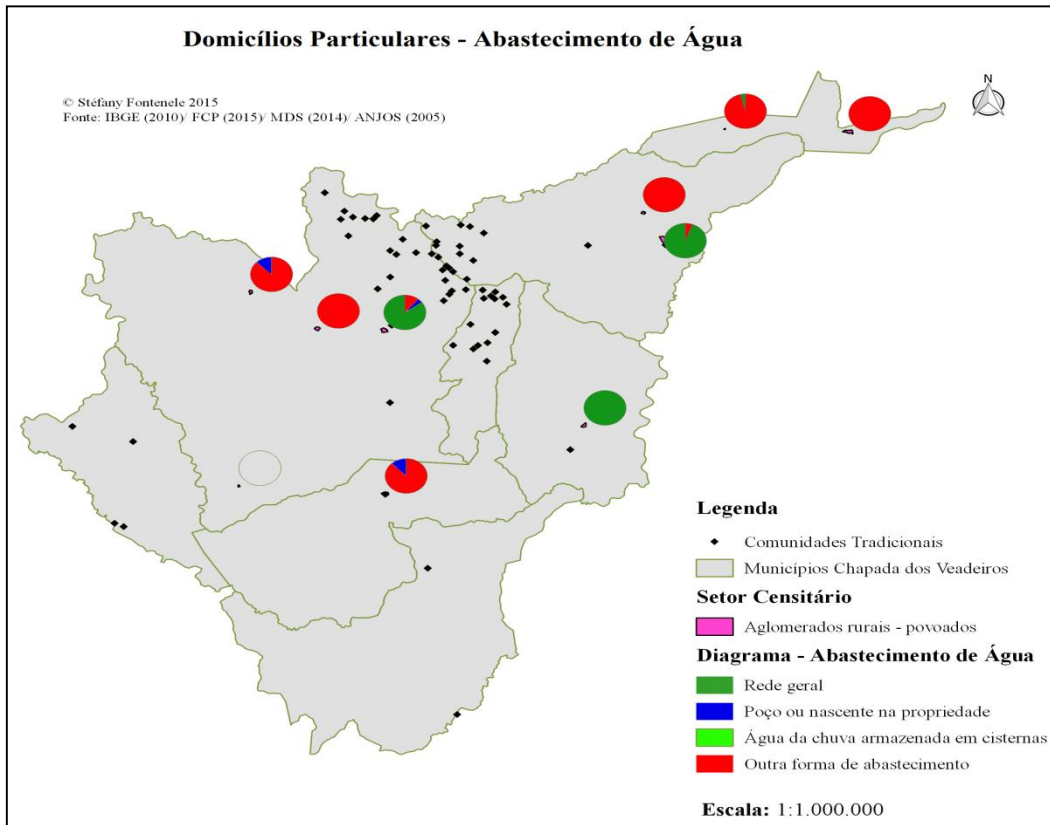 Domicílios Particulares - Abastecimento de Água
© Stéfany Fontenele 2015
Fonte: IBGE (2010)/ FCP (2015)/ MDS (2014)/ ANJOS (2005)
N
Legenda
Comunidades Tradicionais
Municípios Chapada dos Veadeiros
Setor Censitário
Aglomerados rurais - povoados
Diagrama - Abastecimento de Água
Rede geral
Poço ou nascente na propriedade
Água da chuva armazenada em cisternas
Outra forma de abastecimento
Escala: 1:1.000.000